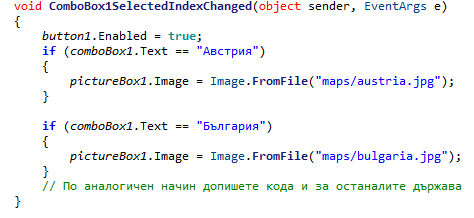 void ComboBox1SelectedIndexChanged(object sender, EventArgs e)
{
button1.Enabled = true;
if (comboBox1.Text == "Австрия")
{
pictureBox1.Image = Image.FromFile("maps/austria.jpg");
}
if (comboBox1.Text == "България")
{
pictureBox1.Image = Image.FromFile("maps/bulgaria.jpg");
}
// По аналогичен начин допишете кода и за останалите държава
}